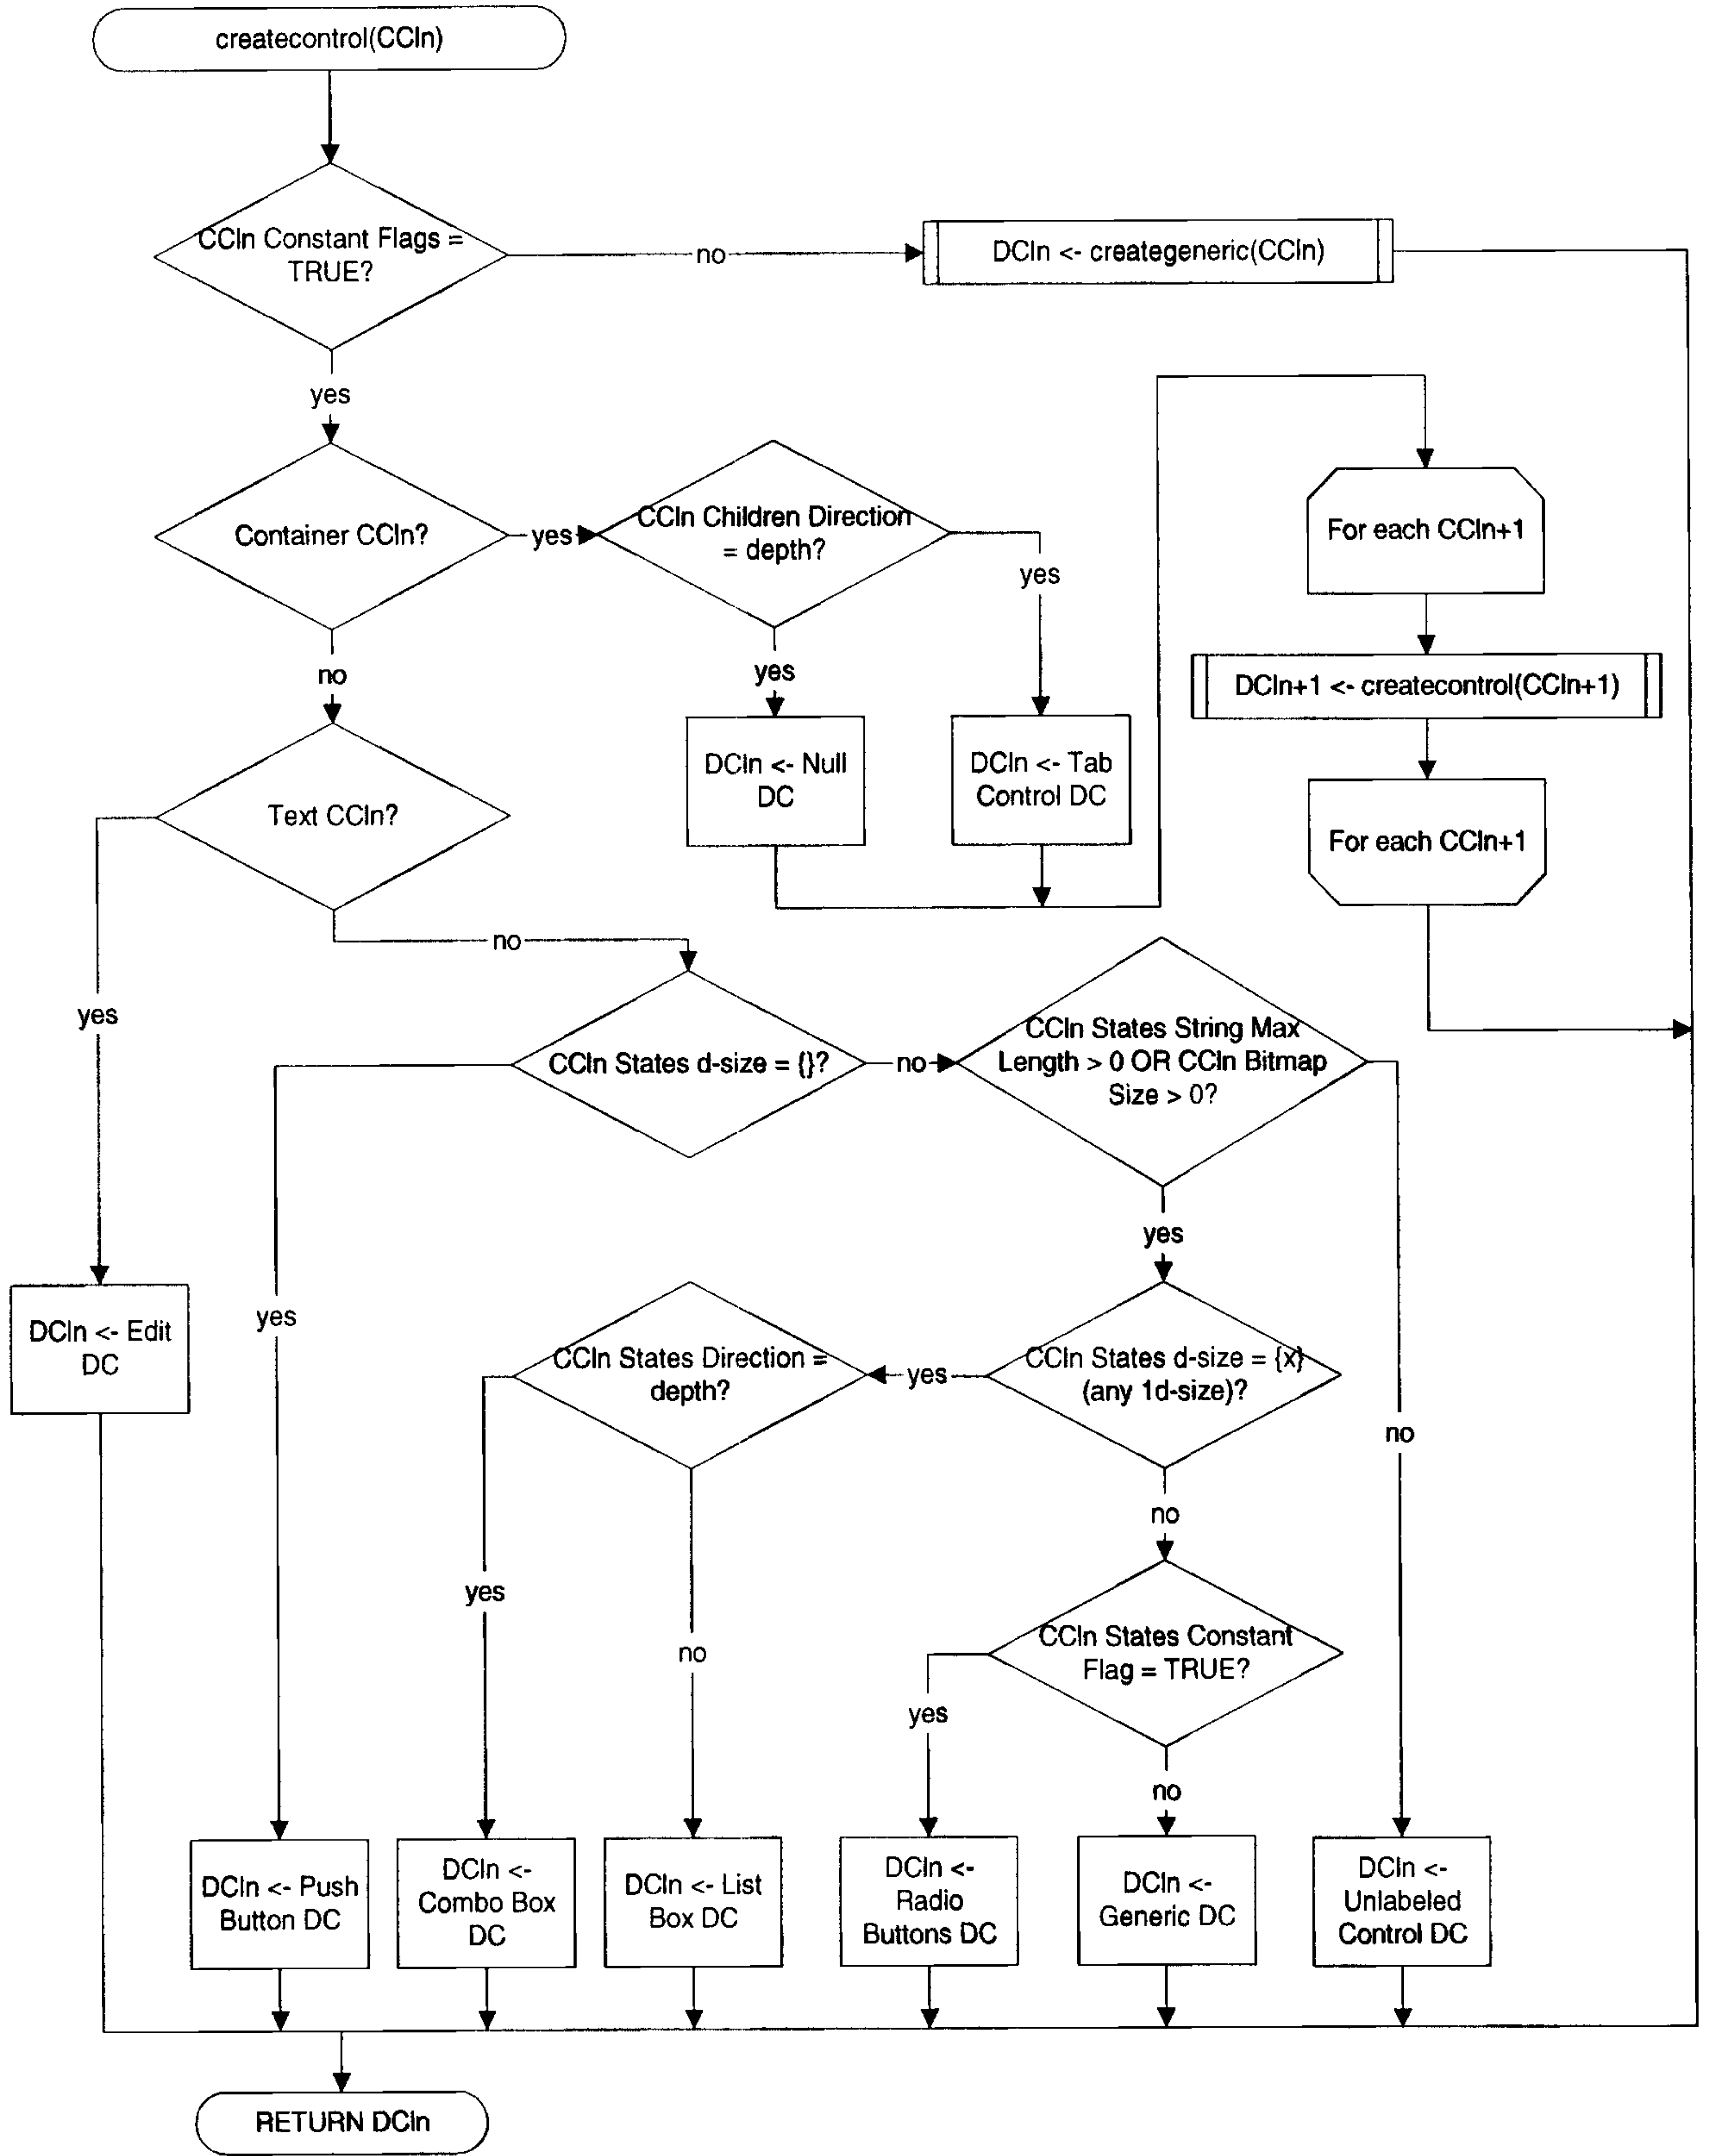 createcontrol(CCIn)
CCIn Constant Flags =
TRUE?
no
DCIn <- creategeneric(CCIn)
yes
Container CCIn?
yes
CCIn Children Direction
= depth?
yes
yes
For each CCIn+1
no
DCIn+1 <- createcontrol(CCIn+1)
DCIn <- Null
DC
DCIn <- Tab
Control DC
Text CCIn?
For each CCIn+1
no
yes
CCIn States d-size = {}?
no
CCIn States String Max
Length > 0 OR CCIn Bitmap
Size > 0?
yes
yes
DCIn <- Edit
DC
CCIn States Direction =
depth?
yes
CCIn States d-size = {x}
(any 1d-size)?
no
no
yes
no
CCIn States Constant
Flag = TRUE?
yes
no
DCIn <- Push
Button DC
DCIn <-
Combo Box
DC
DCIn <- List
Box DC
DCIn <-
Radio
Buttons DC
DCIn <-
Generic DC
DCIn <-
Unlabeled
Control DC
RETURN DCIn